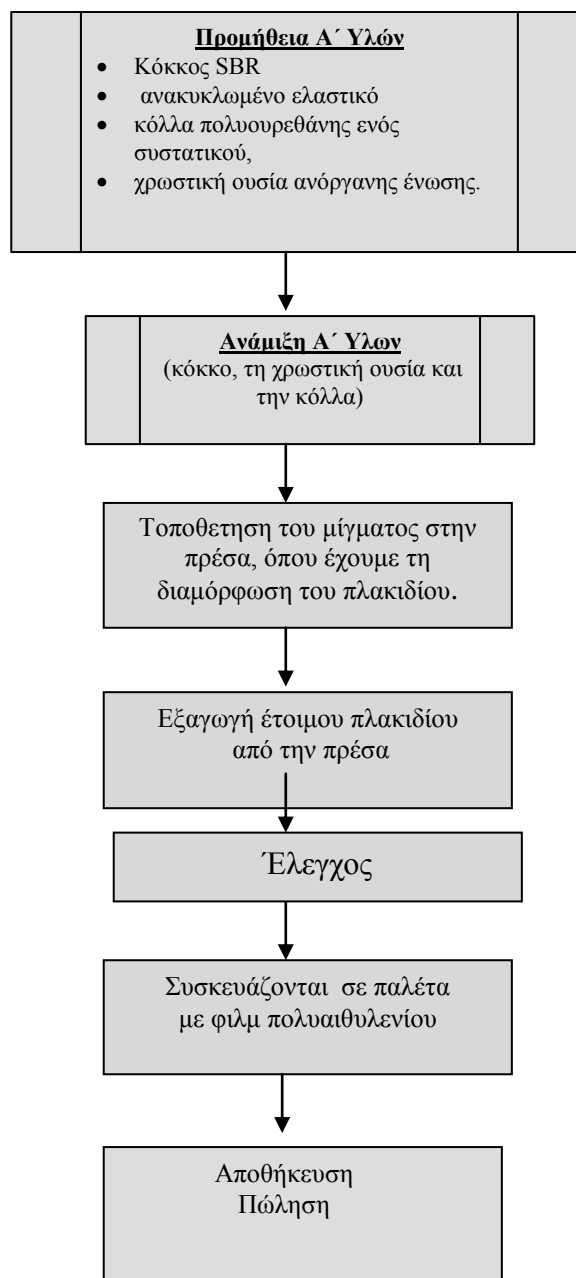 Προμήθεια Α΄ Υλών
• Κόκκος SBR
• ανακυκλωμένο ελαστικό
• κόλλα πολυουρεθάνης ενός
συστατικού,
• χρωστική ουσία ανόργανης ένωσης.
Ανάμιξη Α΄ Υλων
(κόκκο, τη χρωστική ουσία και
την κόλλα)
Τοποθετηση του μίγματος στην
πρέσα, όπου έχουμε τη
διαμόρφωση του πλακιδίου.
Εξαγωγή έτοιμου πλακιδίου
από την πρέσα
Έλεγχος
Συσκευάζονται σε παλέτα
με φιλμ πολυαιθυλενίου
Αποθήκευση
Πώληση